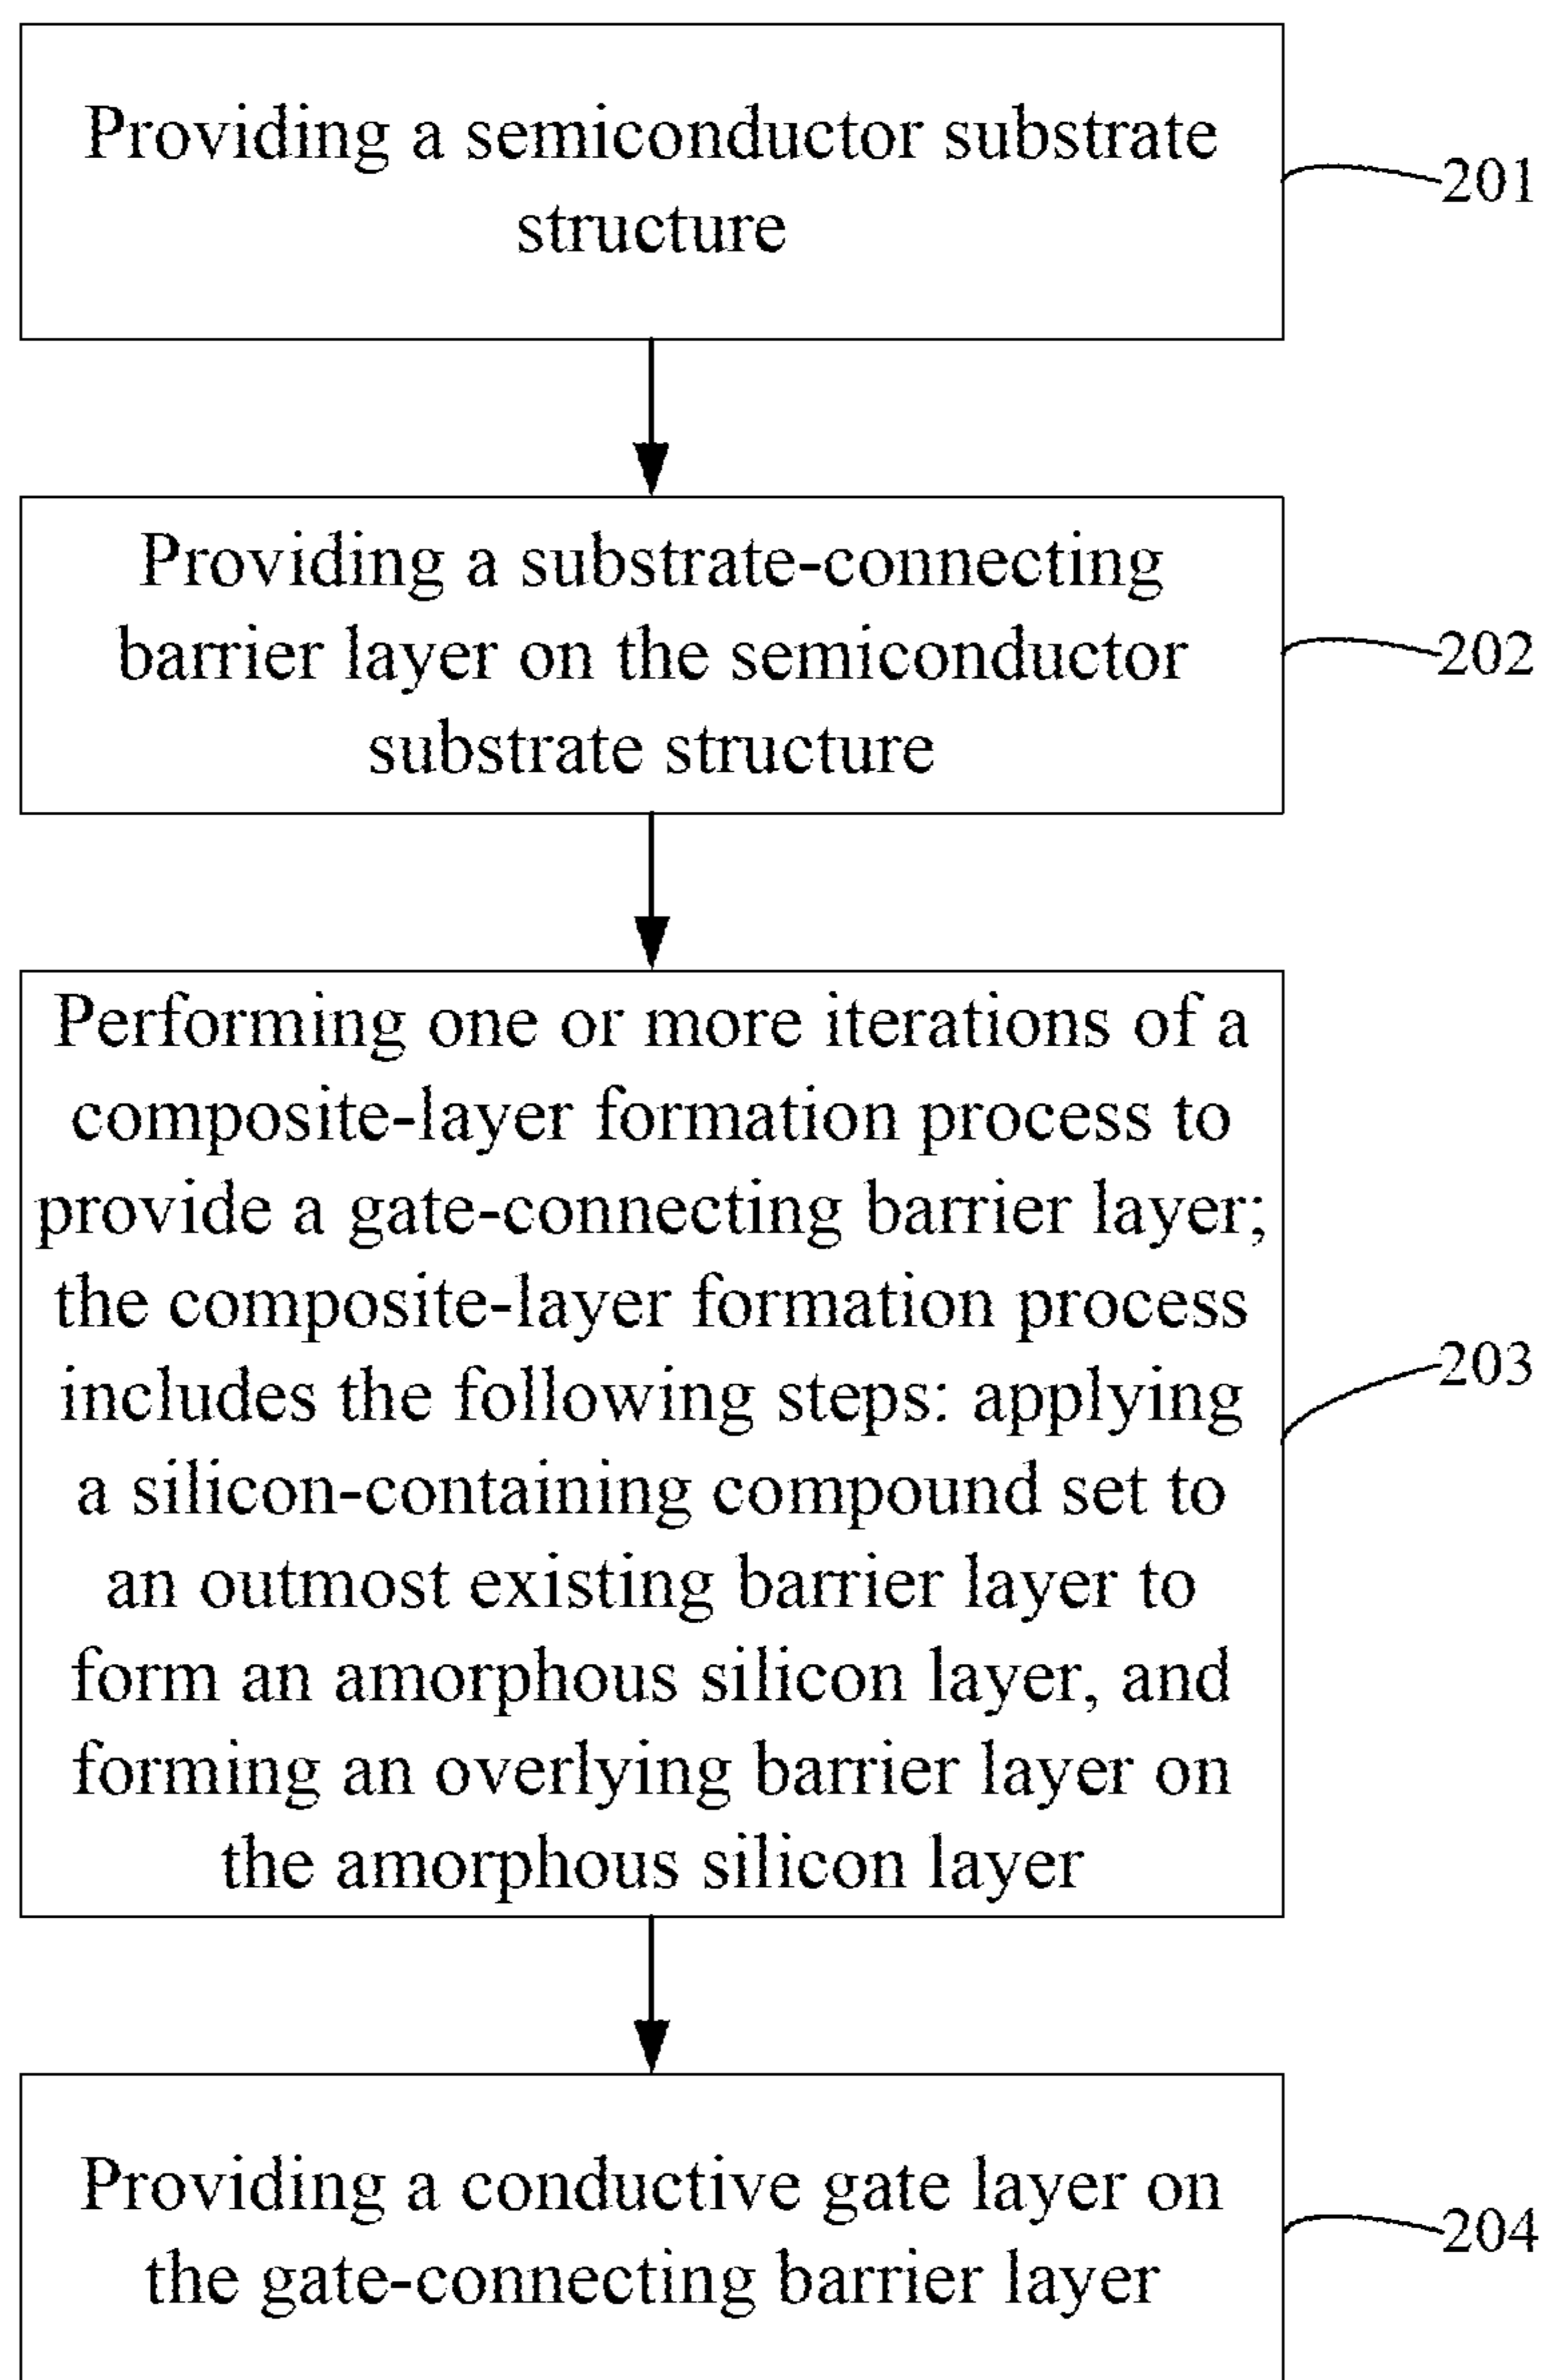 Providing a semiconductor substrate
structure
201
Providing a substrate-connecting
barrier layer on the semiconductor
substrate structure
202
Performing one or more iterations of a
composite-layer formation process to
provide a gate-connecting barrier layer;
the composite-layer formation process
includes the following steps: applying
a silicon-containing compound set to
an outmost existing barrier layer to
form an amorphous silicon layer, and
forming an overlying barrier layer on
the amorphous silicon layer
203
Providing a conductive gate layer on
the gate-connecting barrier layer
204